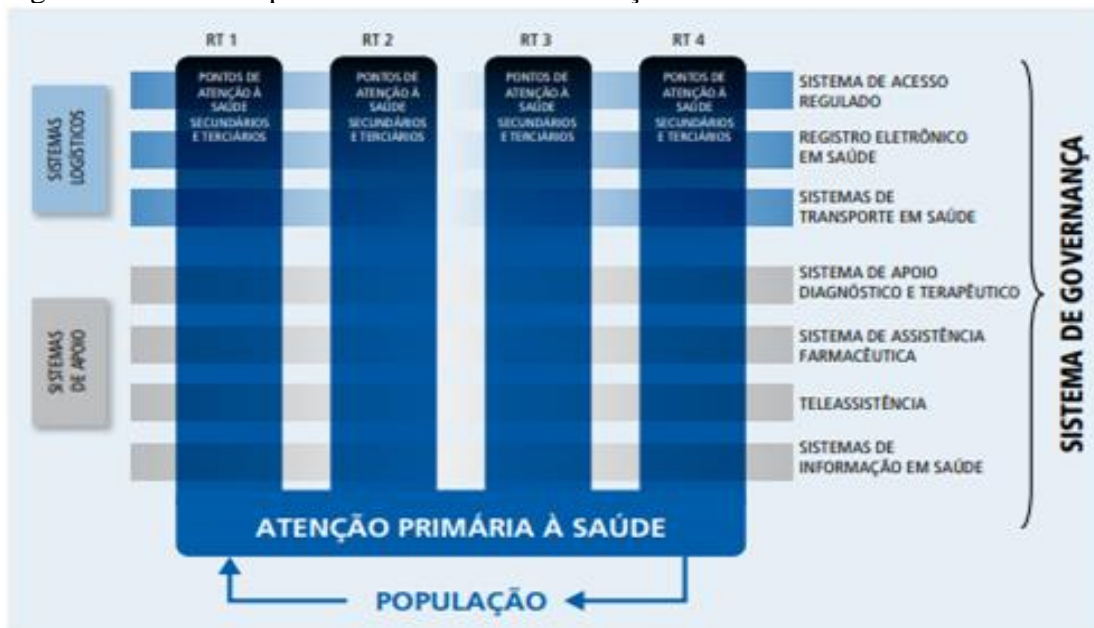 RT 1
RT 2
RT 3
RT 4
PONTOS DE
ATENÇÃO À
SAÚDE
SECUNDÁRIOS
E TERCIÁRIOS
PONTOS DE
ATENÇÃO À
SAÚDE
SECUNDÁRIOS
E TERCIÁRIOS
PONTOS DE
ATENÇÃO À
SAÚDE
SECUNDÁRIOS
E TERCIÁRIOS
PONTOS DE
ATENÇÃO À
SAÚDE
SECUNDÁRIOS
E TERCIÁRIOS
SISTEMAS
LOGÍSTICOS
SISTEMA DE ACESSO
REGULADO
REGISTRO ELETRÔNICO
EM SAÚDE
SISTEMAS DE
TRANSPORTE EM SAÚDE
SISTEMAS
DE APOIO
SISTEMA DE APOIO
DIAGNÓSTICO E TERAPÊUTICO
SISTEMA DE ASSISTÊNCIA
FARMACÊUTICA
TELEASSISTÊNCIA
SISTEMAS DE
INFORMAÇÃO EM SAÚDE
SISTEMA DE GOVERNANÇA
ATENÇÃO PRIMÁRIA À SAÚDE
POPULAÇÃO